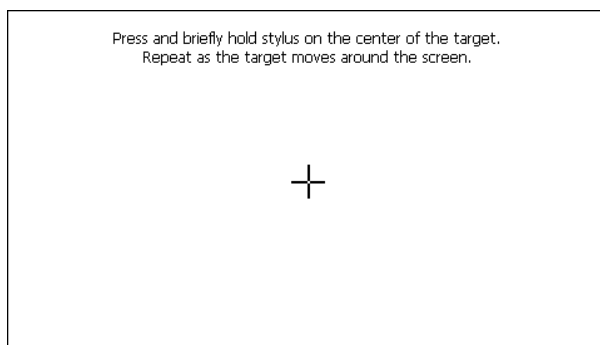 Press and briefly hold stylus on the center of the target.
Repeat as the target moves around the screen.